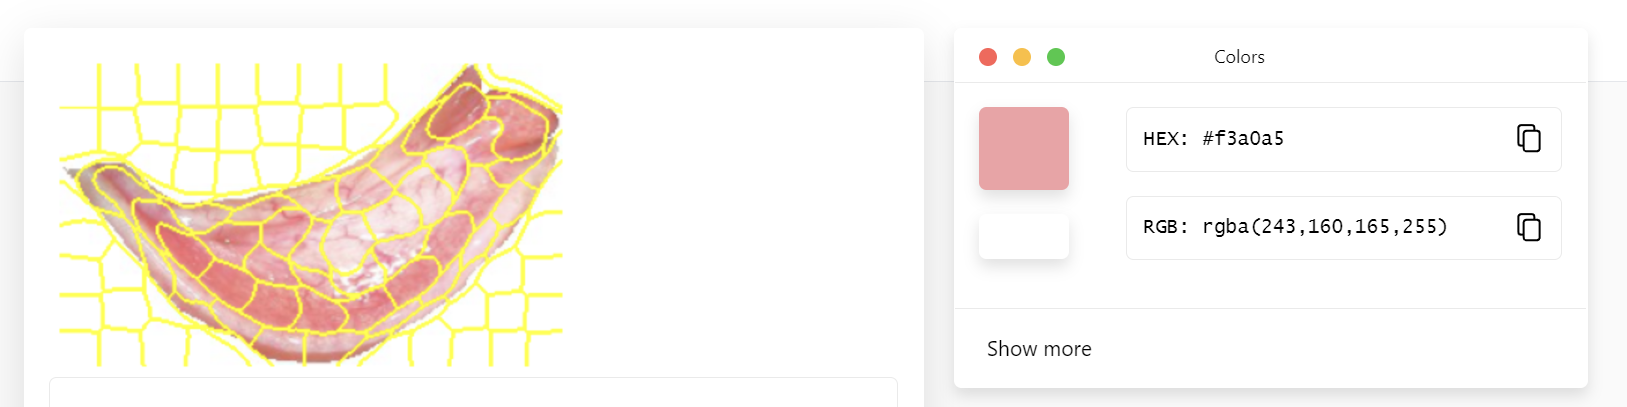 Colors
HEX: #f3a0a5
RGB: rgba(243,160,165,255)
Show more